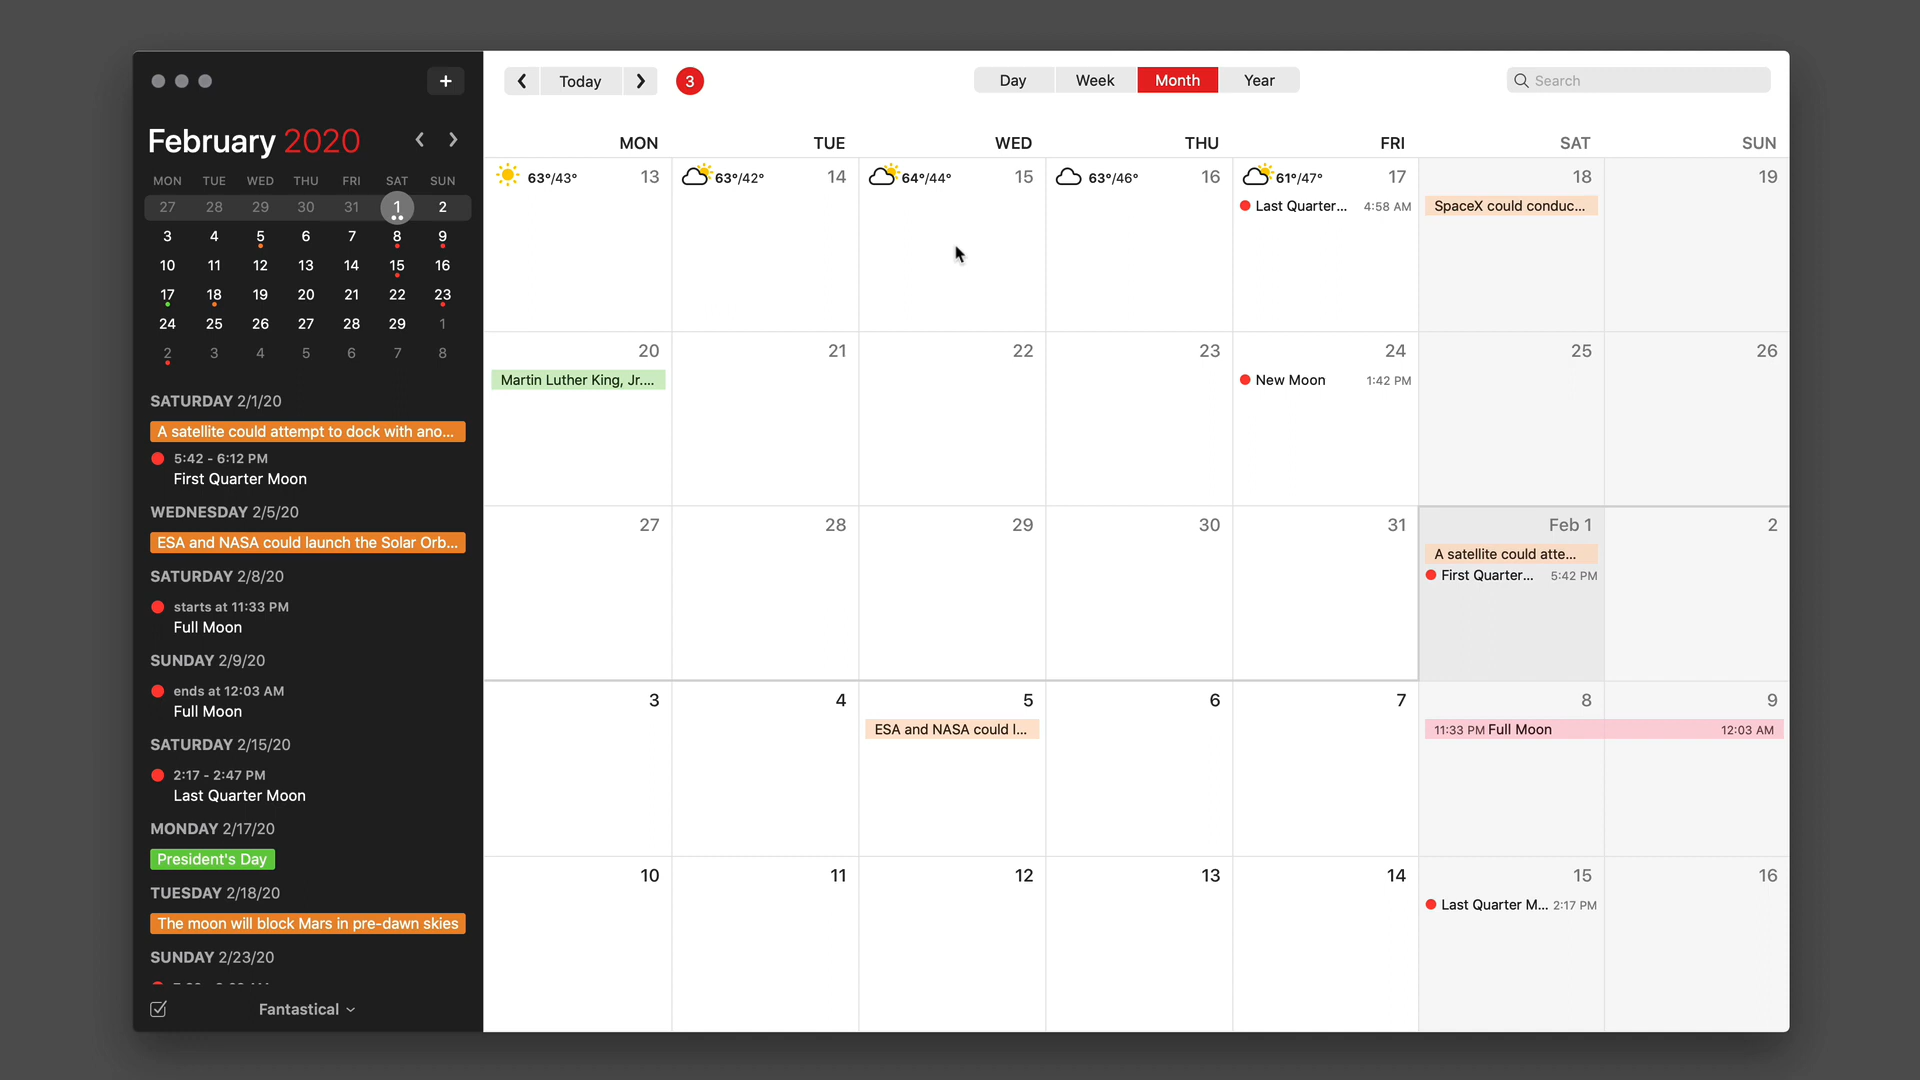 +
February 2020
MON TUE WED THU FRI SAT SUN
27 28 29 30 31 1 2
3 4 5 6 7 8 9
10 11 12 13 14 15 16
17 18 19 20 21 22 23
24 25 26 27 28 29 1
2 3 4 5 6 7 8
SATURDAY 2/1/20
A satellite could attempt to dock with ano...
5:42 - 6:12 PM
First Quarter Moon
WEDNESDAY 2/5/20
ESA and NASA could launch the Solar Orb...
SATURDAY 2/8/20
starts at 11:33 PM
Full Moon
SUNDAY 2/9/20
ends at 12:03 AM
Full Moon
SATURDAY 2/15/20
2:17 - 2:47 PM
Last Quarter Moon
MONDAY 2/17/20
President's Day
TUESDAY 2/18/20
The moon will block Mars in pre-dawn skies
SUNDAY 2/23/20
Fantastical
Today 3 Day Week Month Year Search
MON TUE WED THU FRI SAT SUN
63°/43° 13 63°/42° 14 64°/44° 15 63°/46° 16 61°/47° 17 18 19
Last Quarter... 4:58 AM SpaceX could conduc...
20 21 22 23 24 25 26
Martin Luther King, Jr.... New Moon 1:42 PM
27 28 29 30 31 Feb 1 2
A satellite could atte...
First Quarter... 5:42 PM
3 4 5 6 7 8 9
ESA and NASA could l... 11:33 PM Full Moon 12:03 AM
10 11 12 13 14 15 16
Last Quarter M... 2:17 PM